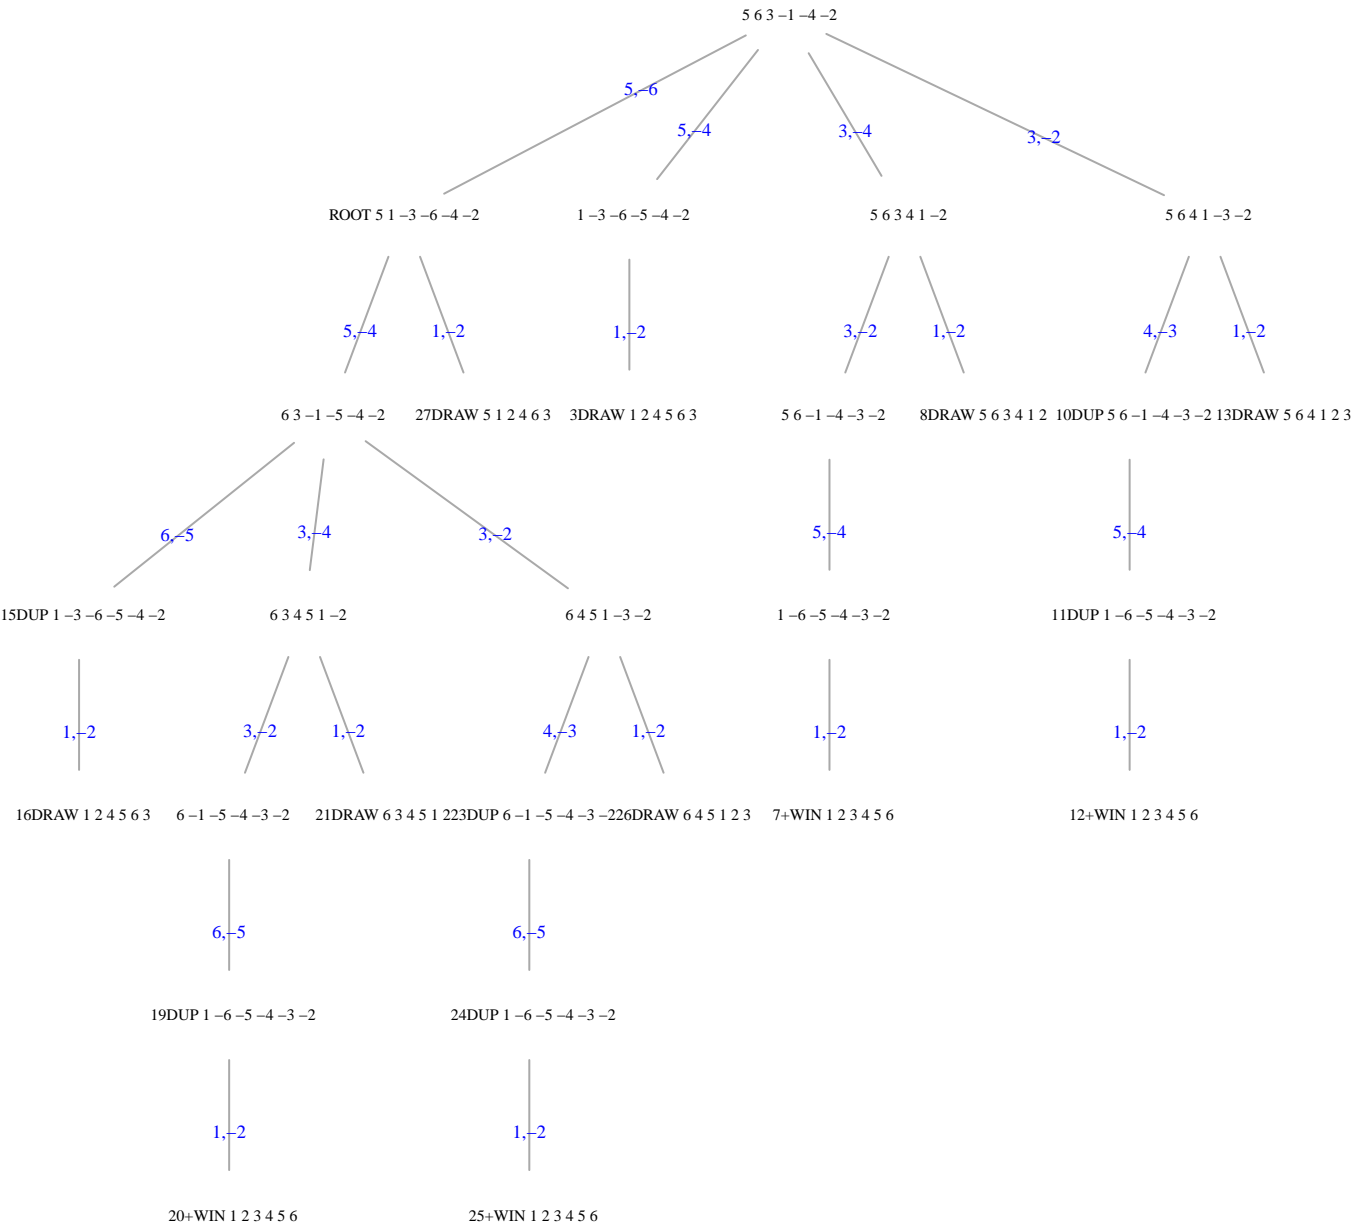 5 6 3 –1 –4 –2
5,–6
5,–4
3,–4
3,–2
ROOT 5 1 –3 –6 –4 –2
1 –3 –6 –5 –4 –2
5 6 3 4 1 –2
5 6 4 1 –3 –2
5,–4
1,–2
1,–2
3,–2
1,–2
4,–3
1,–2
6 3 –1 –5 –4 –2
27DRAW 5 1 2 4 6 3
3DRAW 1 2 4 5 6 3
5 6 –1 –4 –3 –2
8DRAW 5 6 3 4 1 2
10DUP 5 6 –1 –4 –3 –2
13DRAW 5 6 4 1 2 3
6,–5
3,–4
3,–2
5,–4
5,–4
15DUP 1 –3 –6 –5 –4 –2
6 3 4 5 1 –2
6 4 5 1 –3 –2
1 –6 –5 –4 –3 –2
11DUP 1 –6 –5 –4 –3 –2
1,–2
3,–2
1,–2
4,–3
1,–2
1,–2
1,–2
16DRAW 1 2 4 5 6 3
6 –1 –5 –4 –3 –2
21DRAW 6 3 4 5 1 2
23DUP 6 –1 –5 –4 –3 –2
26DRAW 6 4 5 1 2 3
7+WIN 1 2 3 4 5 6
12+WIN 1 2 3 4 5 6
6,–5
6,–5
19DUP 1 –6 –5 –4 –3 –2
24DUP 1 –6 –5 –4 –3 –2
1,–2
1,–2
20+WIN 1 2 3 4 5 6
25+WIN 1 2 3 4 5 6